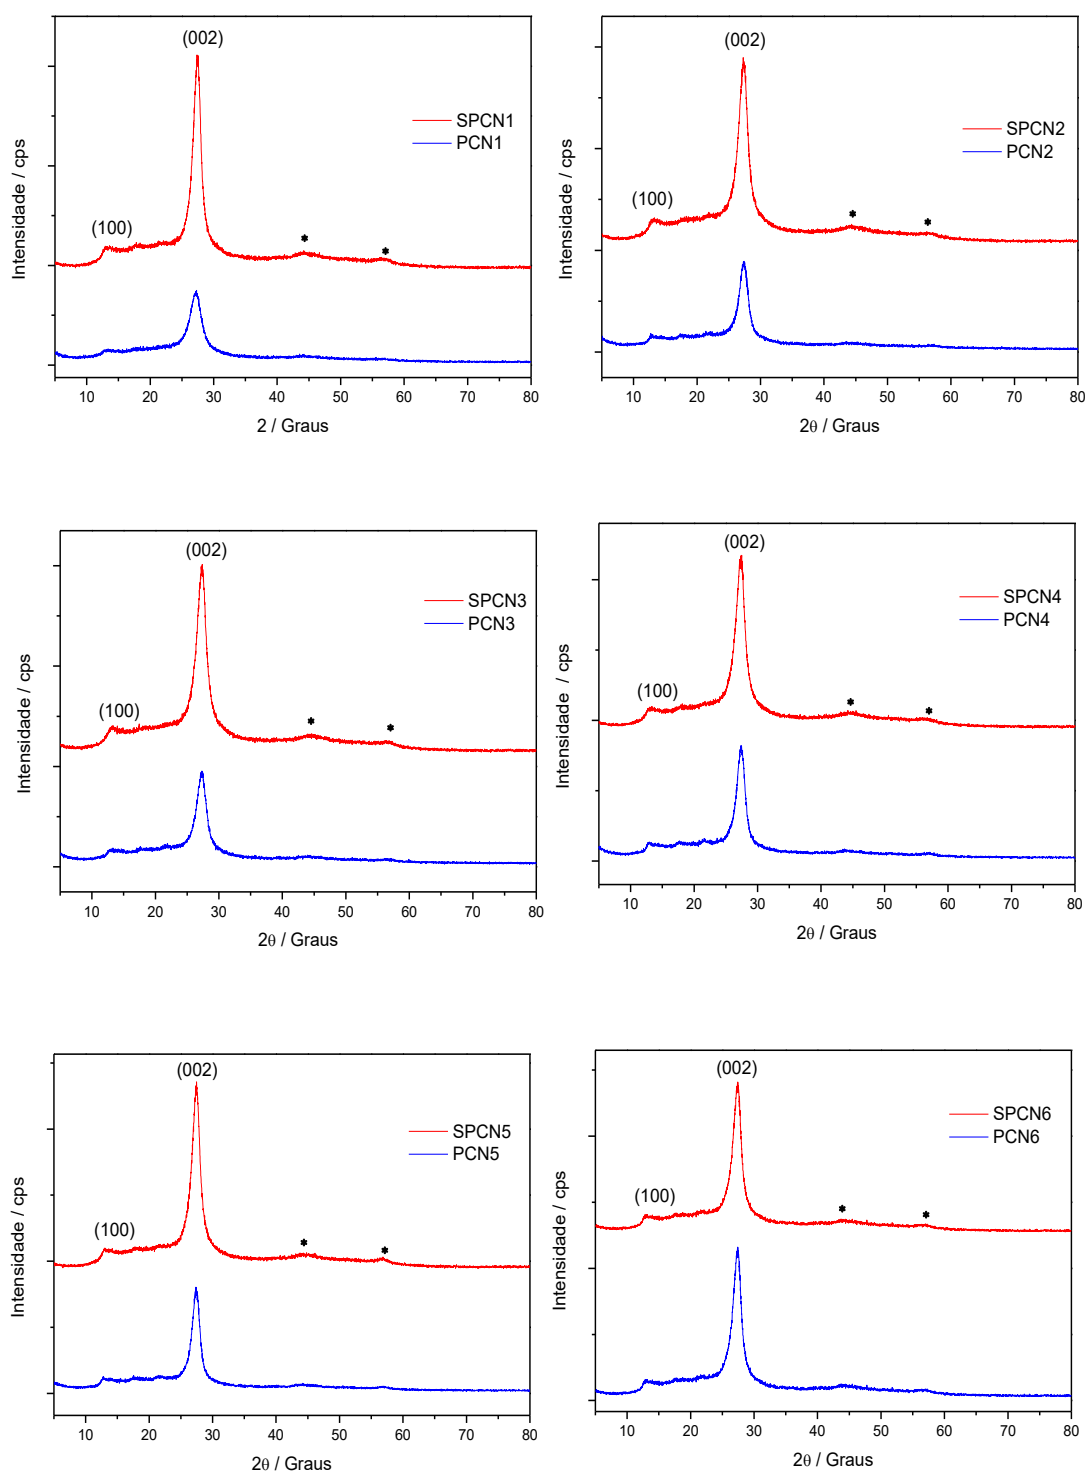 (002)
SPCN1
PCN1
(100)
*
*
Intensidade / cps
10 20 30 40 50 60 70 80
2 / Graus
(002)
SPCN2
PCN2
(100)
*
*
Intensidade / cps
10 20 30 40 50 60 70 80
2θ / Graus
(002)
SPCN3
PCN3
(100)
*
*
Intensidade / cps
10 20 30 40 50 60 70 80
2θ / Graus
(002)
SPCN4
PCN4
(100)
*
*
Intensidade / cps
10 20 30 40 50 60 70 80
2θ / Graus
(002)
SPCN5
PCN5
(100)
*
*
Intensidade / cps
10 20 30 40 50 60 70 80
2θ / Graus
(002)
SPCN6
PCN6
(100)
*
*
Intensidade / cps
10 20 30 40 50 60 70 80
2θ / Graus